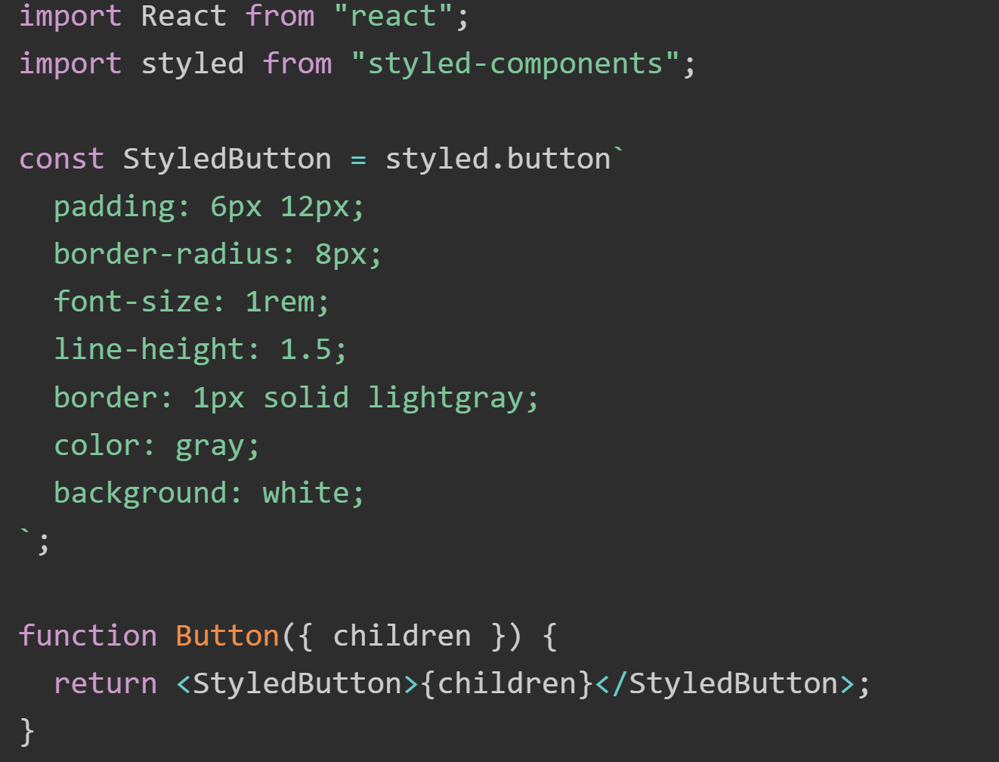 import React from "react";
import styled from "styled-components";

const StyledButton = styled.button`
  padding: 6px 12px;
  border-radius: 8px;
  font-size: 1rem;
  line-height: 1.5;
  border: 1px solid lightgray;
  color: gray;
  background: white;
`;

function Button({ children }) {
  return <StyledButton>{children}</StyledButton>;
}